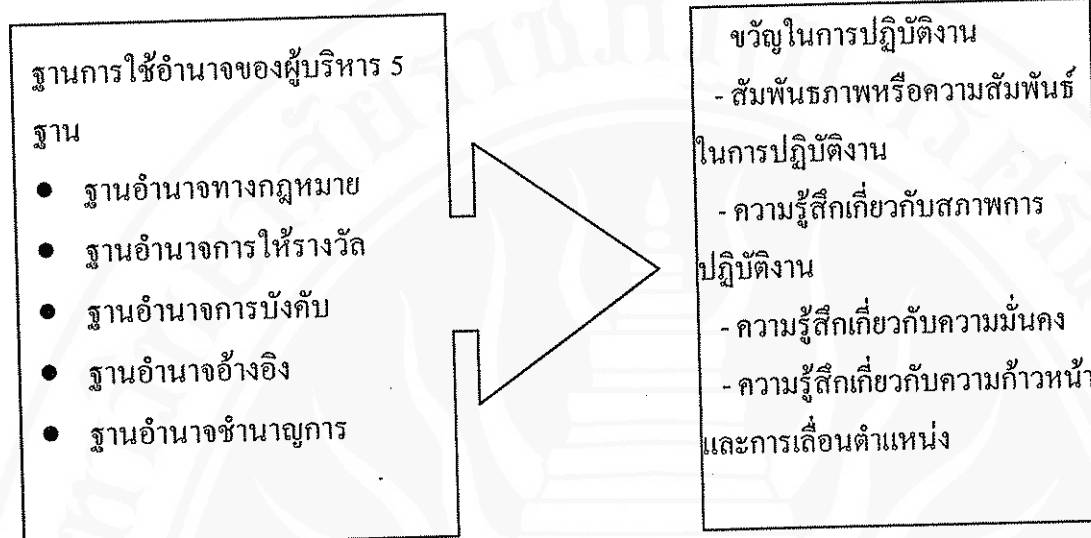 ฐานการใช้อำนาจของผู้บริหาร 5
ฐาน
● ฐานอำนาจทางกฎหมาย
● ฐานอำนาจการให้รางวัล
● ฐานอำนาจการบังคับ
● ฐานอำนาจอ้างอิง
● ฐานอำนาจชำนาญการ
ขวัญในการปฏิบัติงาน
- สัมพันธภาพหรือความสัมพันธ์
ในการปฏิบัติงาน
- ความรู้สึกเกี่ยวกับสภาพการ
ปฏิบัติงาน
- ความรู้สึกเกี่ยวกับความมั่นคง
- ความรู้สึกเกี่ยวกับความก้าวหน้า
และการเลื่อนตำแหน่ง